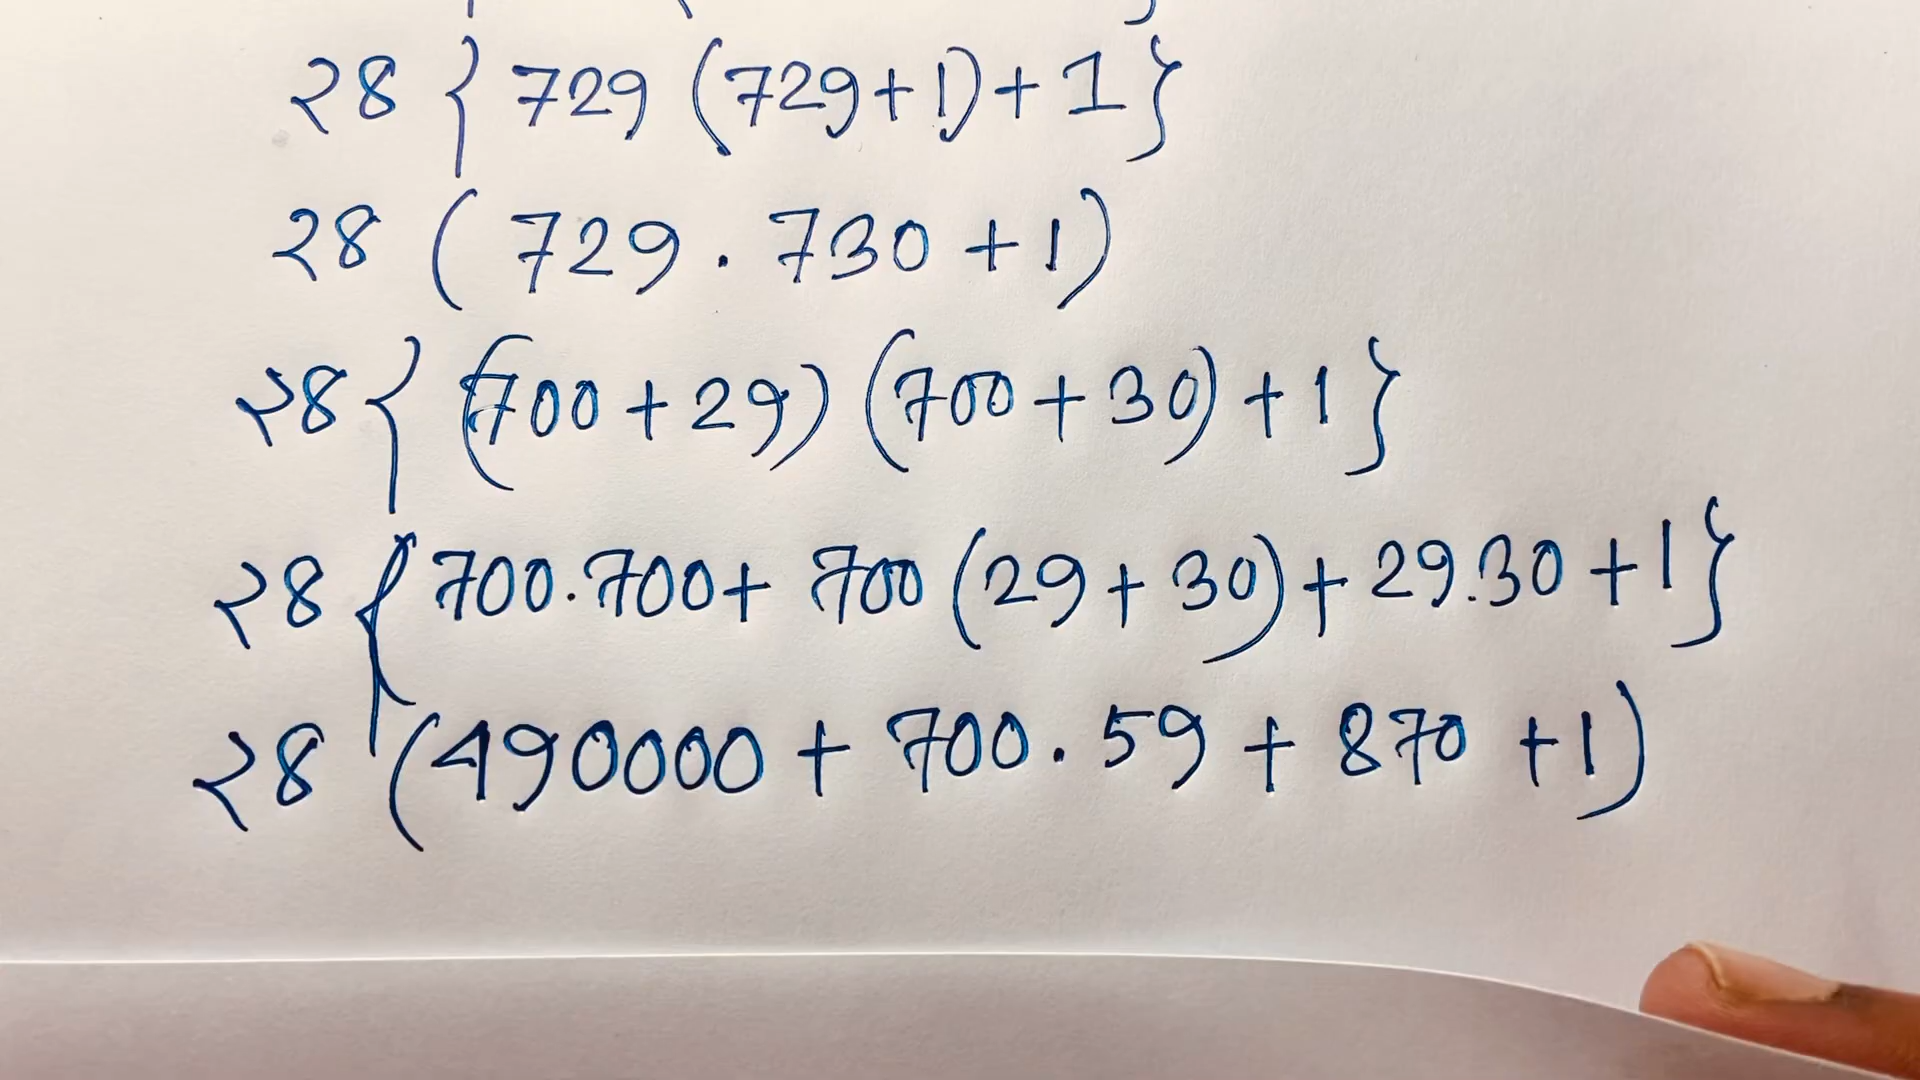 28 { 729 (729+1)+1}
28 ( 729 . 730 +1)
28 { (700+29) (700+30)+1}
28 { 700.700+ 700 (29+30)+29.30+1}
28 (490000+700.59+870+1)